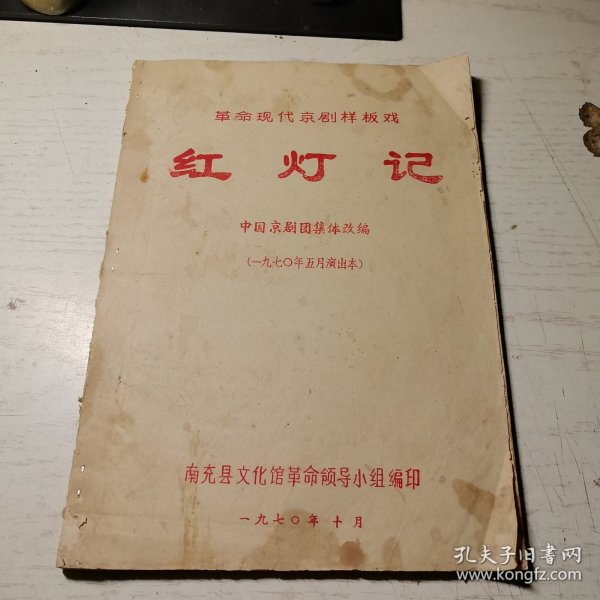 革命现代京剧样板戏
红灯记
中国京剧团集体改编
(一九七〇年五月演出本)
南充县文化馆革命领导小组编印
一九七〇年十月
孔夫子旧书网
www.kongfz.com